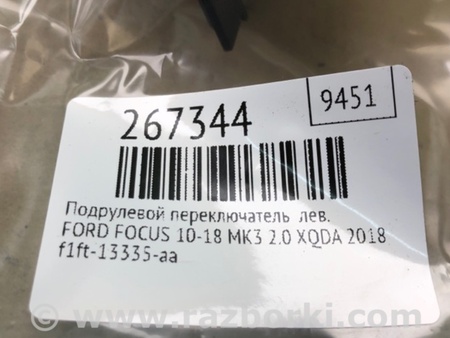 9451
267344
Подрулевой переключатель лев.
FORD FOCUS 10-18 МК3 2.0 XQDA 2018
f1ft-13335-aa
www.razborki.com